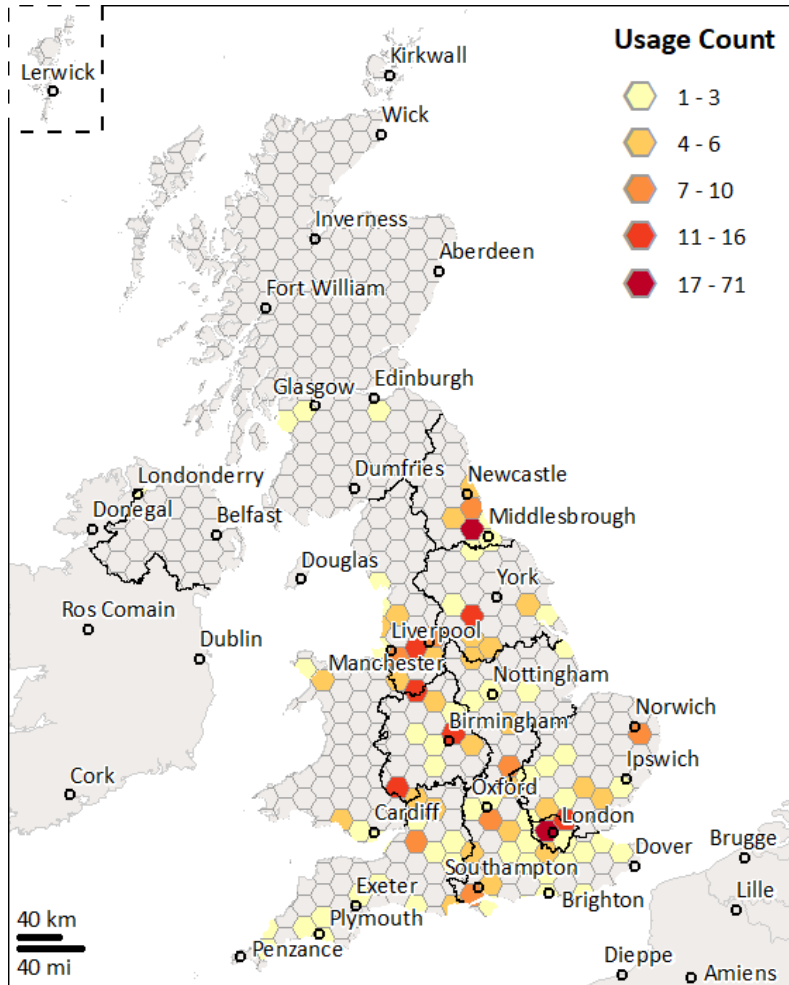 Lerwick
Kirkwall
Usage Count
1 - 3
Wick
4 - 6
7 - 10
Inverness
Aberdeen
11 - 16
Fort William
17 - 71
Glasgow
Edinburgh
Londonderry
Dumfries
Newcastle
Donegal
Belfast
Middlesbrough
Douglas
York
Ros Comain
Liverpool
Dublin
Manchester
Nottingham
Norwich
Birmingham
Ipswich
Cork
Oxford
Cardiff
London
Dover
Brugge
Southampton
Exeter
Brighton
Lille
40 km
Plymouth
Penzance
40 mi
Dieppe
Amiens